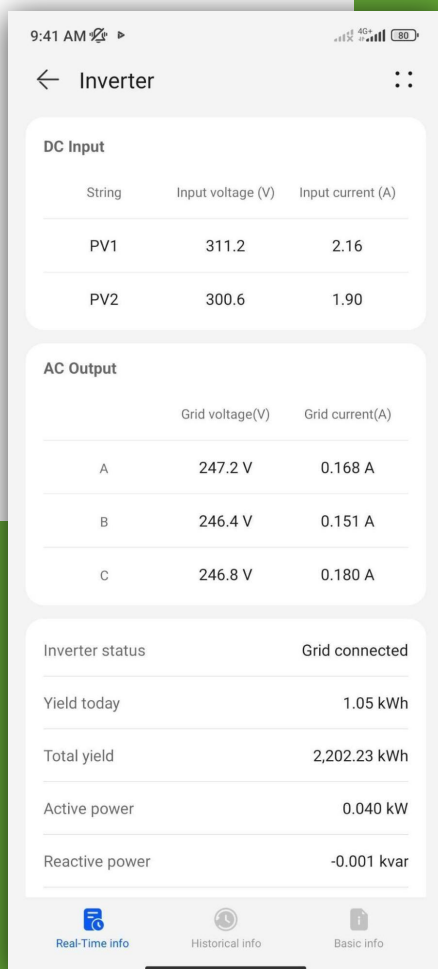 9:41 AM
4G+
80
Inverter
DC Input
String Input voltage (V) Input current (A)
PV1 311.2 2.16
PV2 300.6 1.90
AC Output
Grid voltage(V) Grid current(A)
A 247.2 V 0.168 A
B 246.4 V 0.151 A
C 246.8 V 0.180 A
Inverter status Grid connected
Yield today 1.05 kWh
Total yield 2,202.23 kWh
Active power 0.040 kW
Reactive power -0.001 kvar
Real-Time info Historical info Basic info